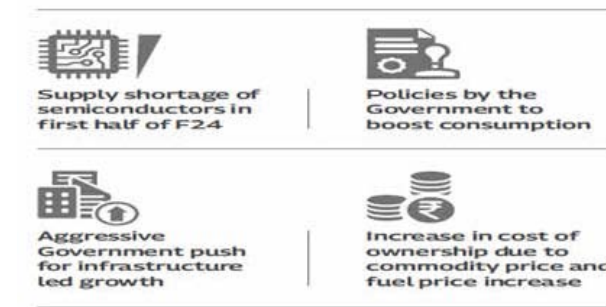 Supply shortage of
semiconductors in
first half of F24
Policies by the
Government to
boost consumption
Aggressive
Government push
for infrastructure
led growth
Increase in cost of
ownership due to
commodity price and
fuel price increase